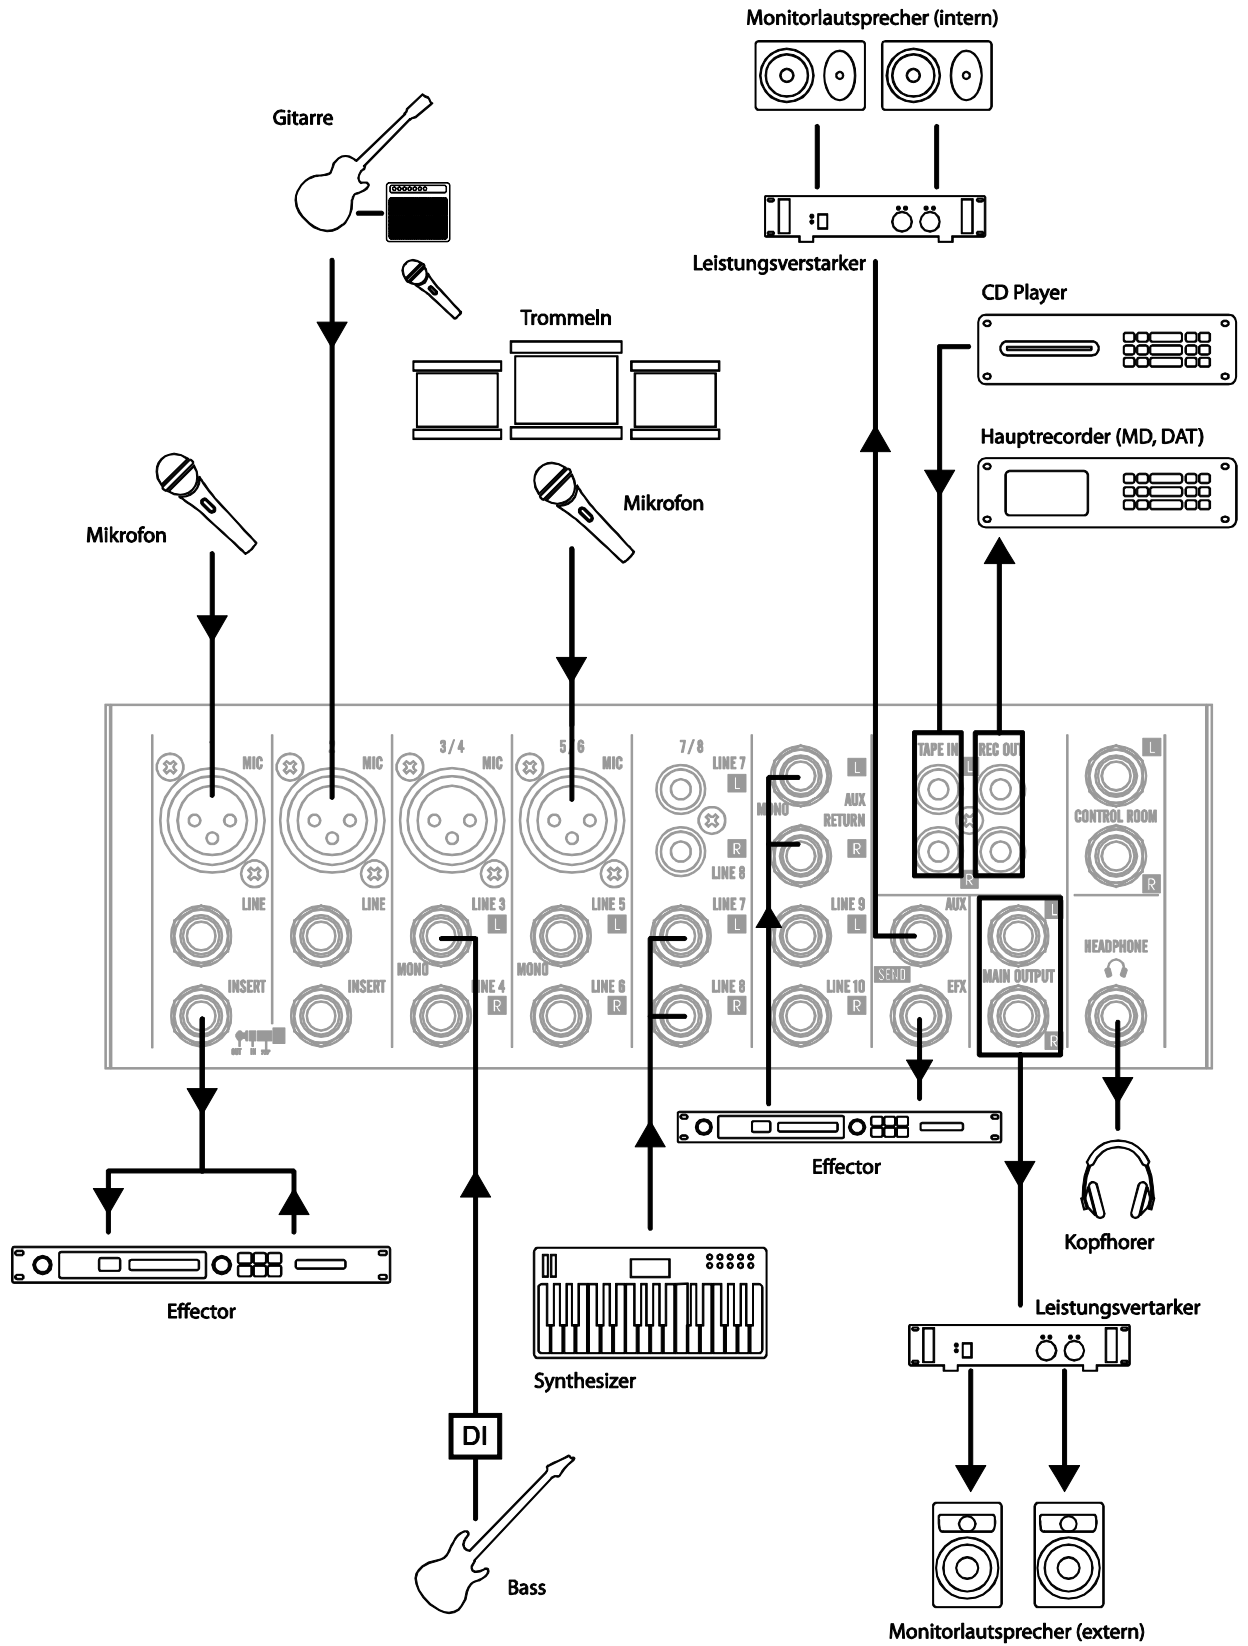 Monitorlautsprecher (intern)
Gitarre
Leistungsverstarker
CD Player
Trommeln
Hauptrecorder (MD, DAT)
Mikrofon
Mikrofon
3/4
5/6
7/8
TAPE IN
REC OUT
L
MIC
MIC
MIC
MIC
LINE 7
L
L
L
MONO
AUX
RETURN
CONTROL ROOM
R
R
LINE 8
R
R
LINE
LINE
LINE 3
L
LINE 5
L
LINE 7
L
LINE 9
L
AUX
L
HEADPHONE
MONO
MONO
SEND
MAIN OUTPUT
INSERT
INSERT
LINE 4
R
LINE 6
R
LINE 8
R
LINE 10
R
EFX
R
Effector
Kopfhorer
Effector
Leistungsvertarker
Synthesizer
DI
Bass
Monitorlautsprecher (extern)